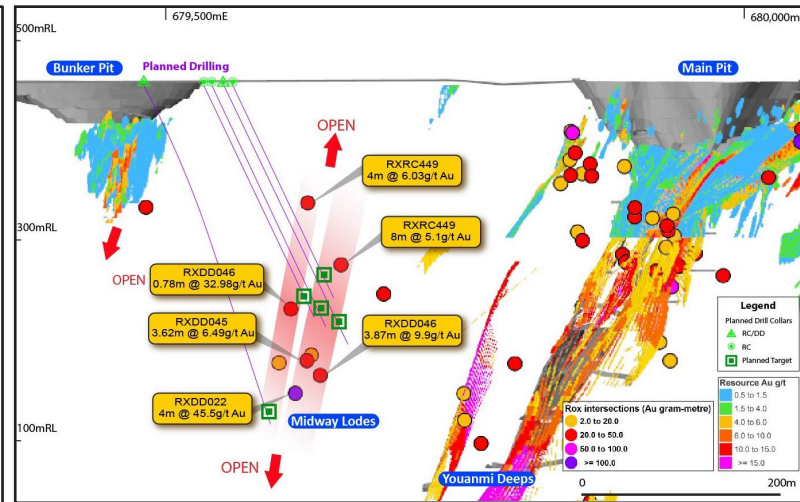 679,500mE
680,000m
500mRL
Bunker Pit
Planned Drilling
Main Pit
OPEN
RXRC449
4m @ 6.03g/t Au
300mRL
RXRC449
8m @ 5.1g/t Au
OPEN
RXDD046
0.78m @ 32.98g/t Au
RXDD045
3.62m @ 6.49g/t Au
RXDD046
3.87m @ 9.9g/t Au
RXDD022
4m @ 45.5g/t Au
Midway Lodes
100mRL
OPEN
Youanmi Deeps
Legend
Planned Drill Collars
RC/DD
RC
Planned Target
Rox intersections (Au gram-metre)
2.0 to 20.0
20.0 to 50.0
50.0 to 100.0
>= 100.0
Resource Au g/t
0.5 to 1.5
1.5 to 4.0
4.0 to 6.0
6.0 to 10.0
10.0 to 15.0
>= 15.0
0
200m